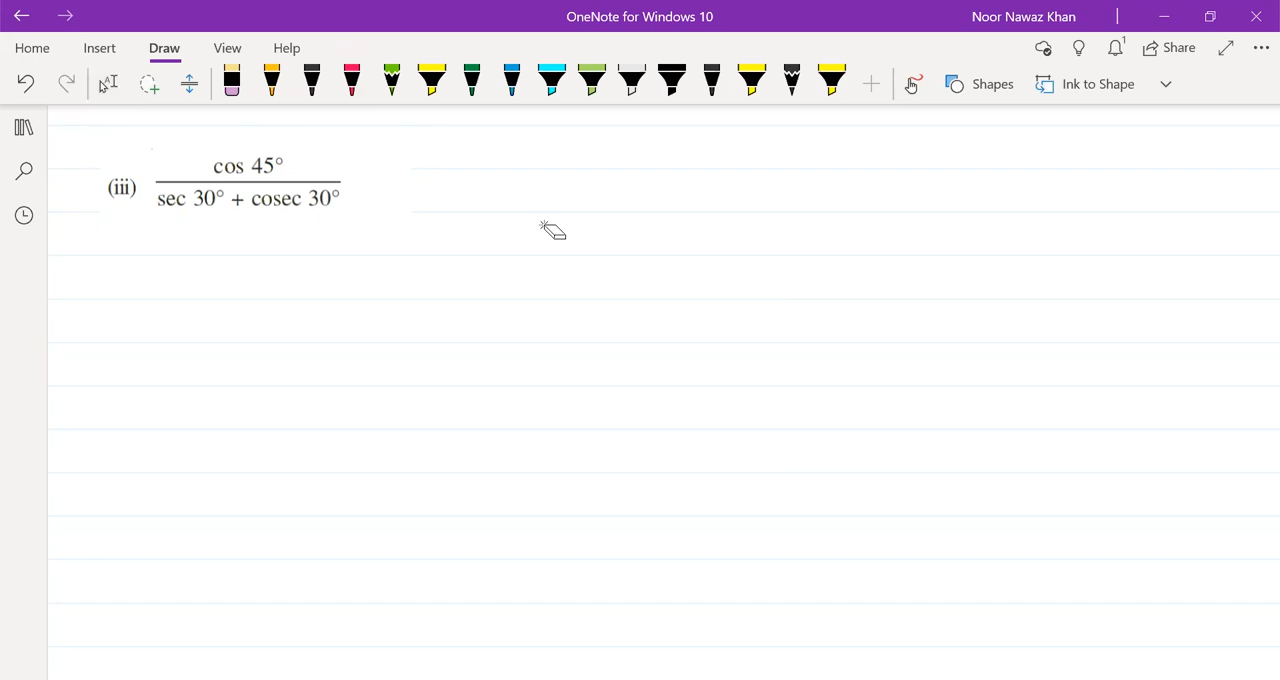 OneNote for Windows 10
Noor Nawaz Khan
Home Insert Draw View Help
1
Share
Shapes
Ink to Shape
(iii) cos 45°
sec 30° + cosec 30°